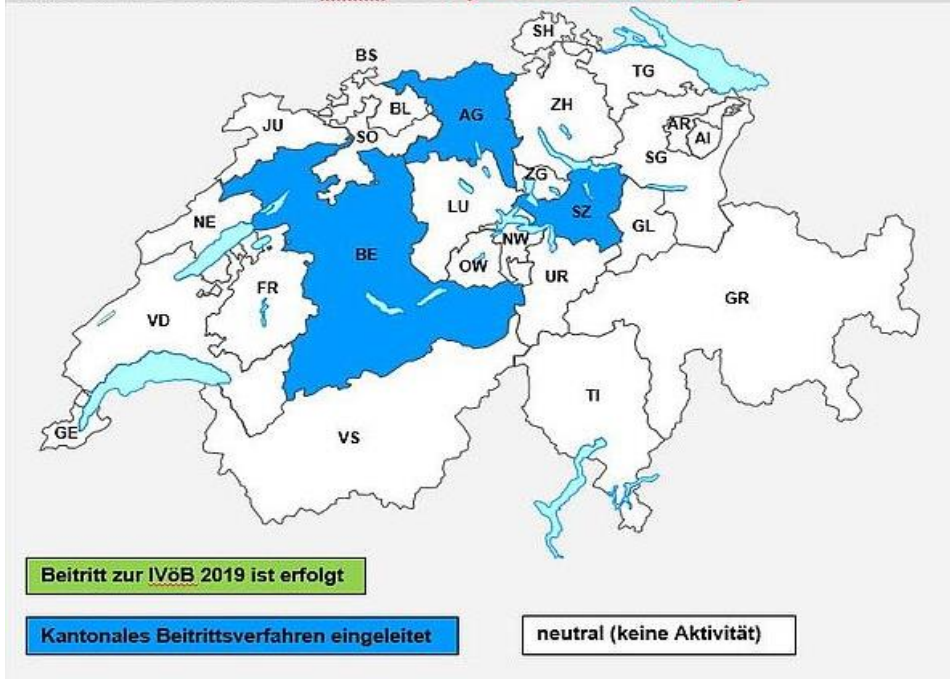 SH
BS
TG
BL
AG
ZH
JU
SO
AR
AI
SG
ZG
LU
SZ
NE
GL
NW
BE
OW
UR
FR
GR
VD
TI
GE
VS
Beitritt zur IVöB 2019 ist erfolgt
Kantonales Beitrittsverfahren eingeleitet
neutral (keine Aktivität)